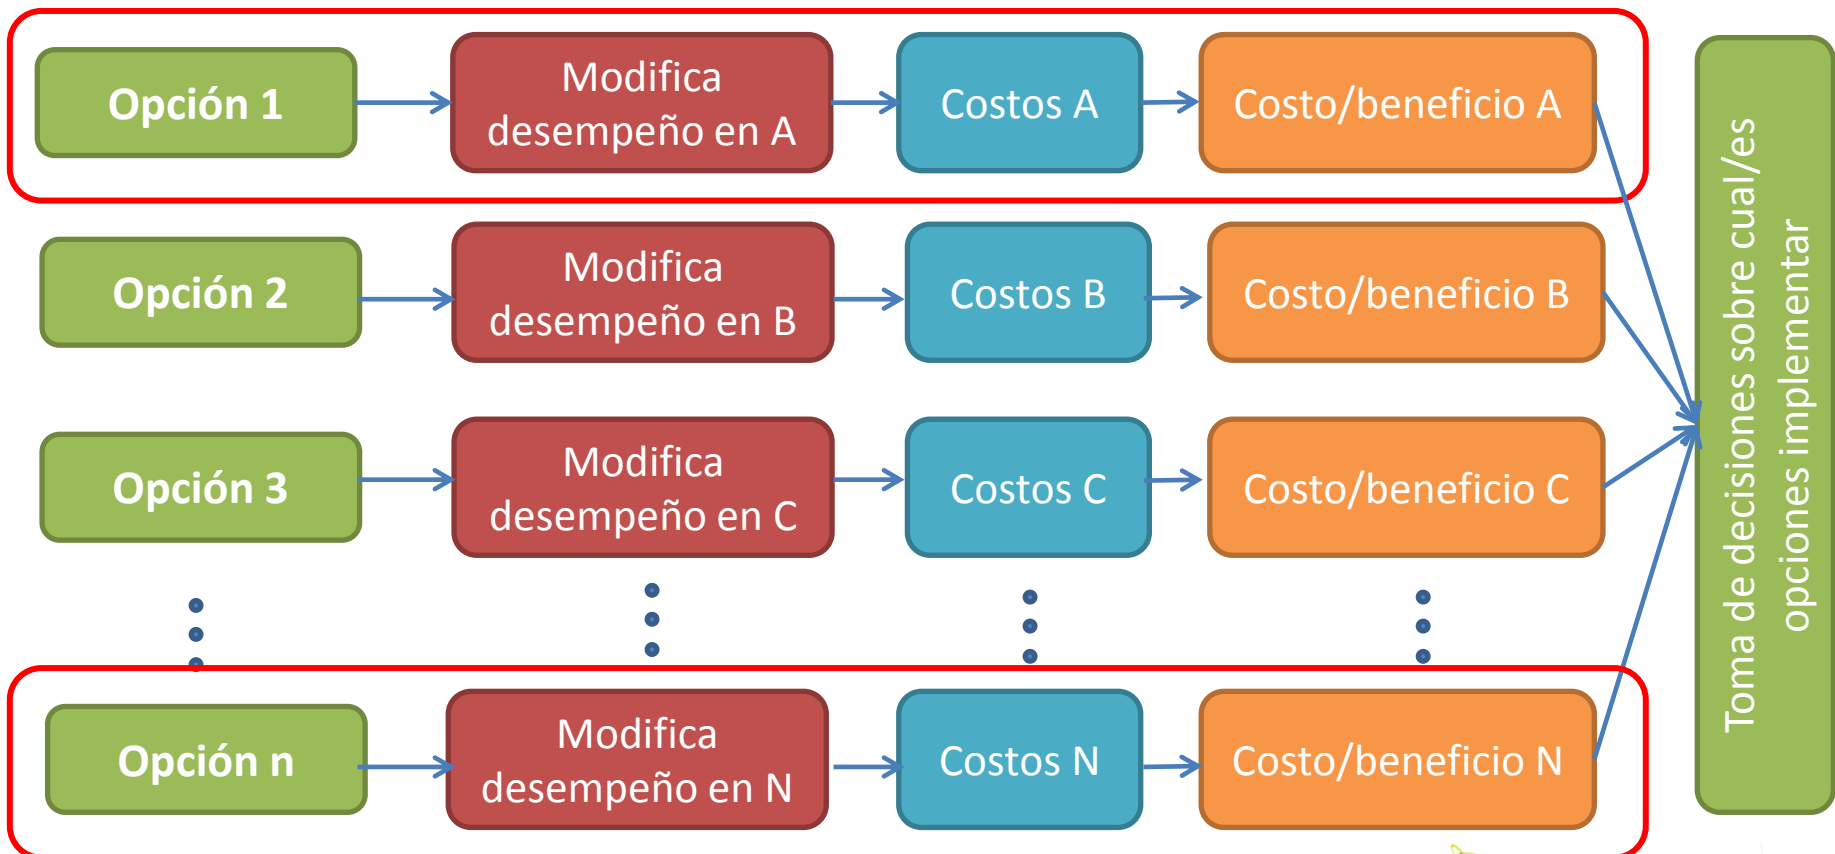 Opción 1
Modifica
desempeño en A
Costos A
Costo/beneficio A
Opción 2
Modifica
desempeño en B
Costos B
Costo/beneficio B
Opción 3
Modifica
desempeño en C
Costos C
Costo/beneficio C
Opción n
Modifica
desempeño en N
Costos N
Costo/beneficio N
Toma de decisiones sobre cual/es
opciones implementar